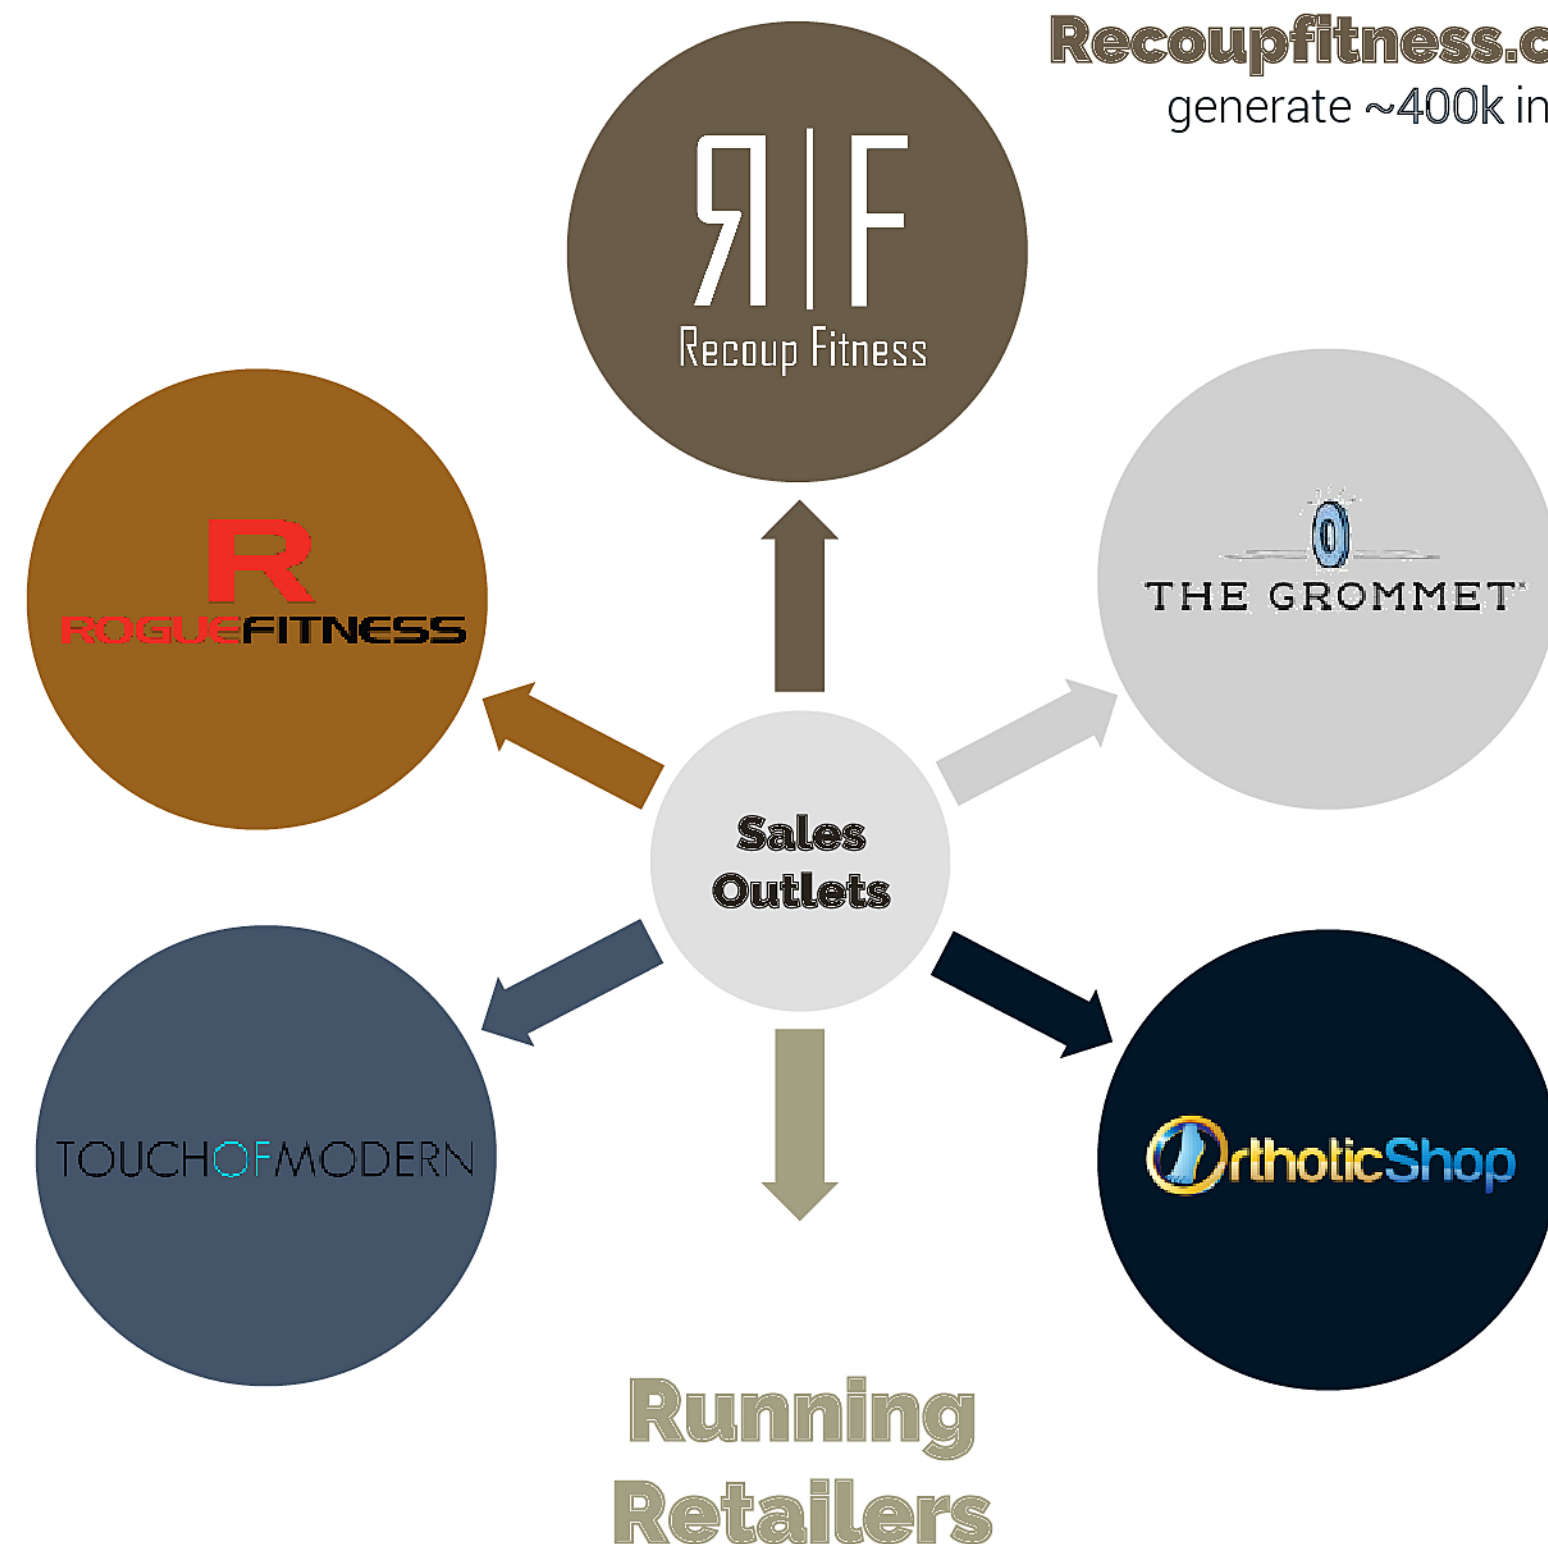 Recoupfitness.c
generate ~400k in
R|F
Recoup Fitness
R
ROGUEFITNESS
THE GROMMET
Sales
Outlets
TOUCHOFMODERN
OrthoticShop
Running
Retailers